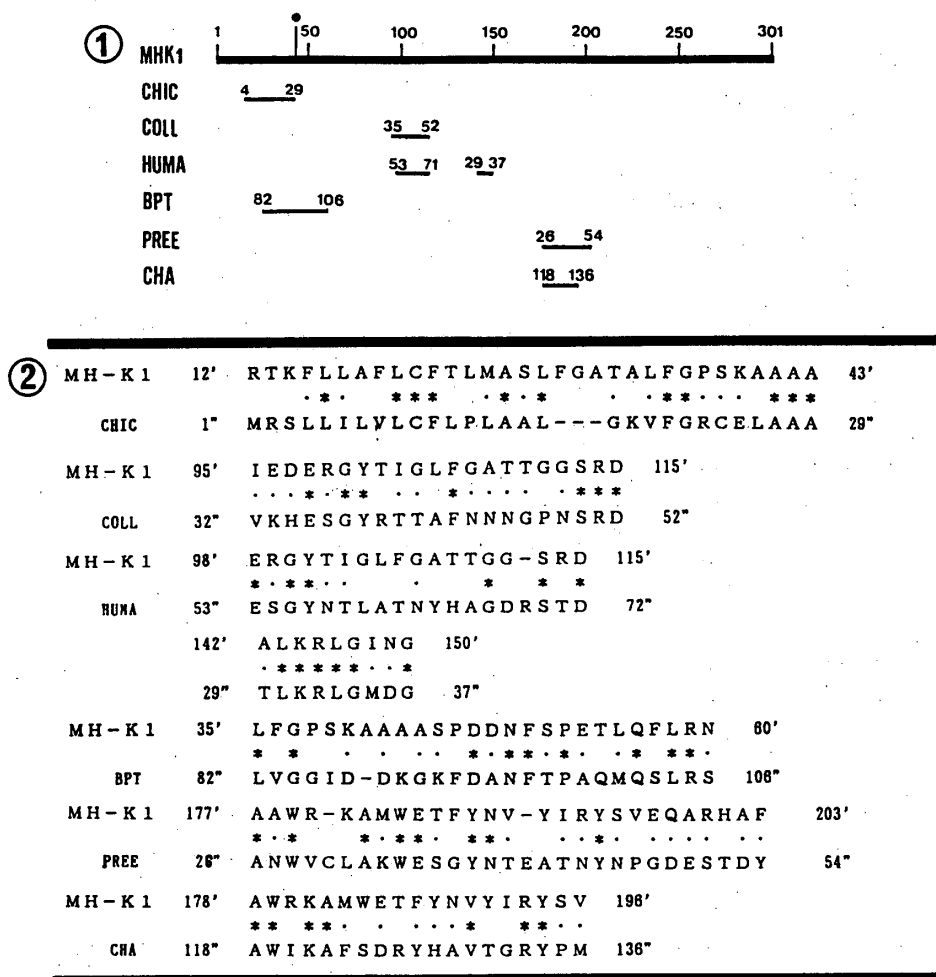 1
1 50 100 150 200 250 301
MHK1
CHIC 4 29
COLL 35 52
HUMA 53 71 29 37
BPT 82 106
PREE 26 54
CHA 118 136
2
MH-K1 12' RTKFLLAFLCFTLMASLFGATALFGPSKAAAA 43'
. * . * * * . * . * . . * * . . . * * *
CHIC 1" MRSLLILVLCFLPLAAL---GKVFGRCELAAA 29"
MH-K1 95' IEDERGYTIGLFGATTGGSRD 115'
. . . * . * * . . * . . . . . * * *
COLL 32" VKHESGYRTTAFNNNGPNSRD 52"
MH-K1 98' ERGYTIGLFGATTGG-SRD 115'
* . * * . . . * * *
HUMA 53" ESGYNTLATNYHAGDRSTD 72"
142' ALKRLGING 150'
. * * * * * . . *
29" TLKRLGMDG 37"
MH-K1 35' LFGPSKAAAASPDDNFSPETLQFLRN 60'
* * . . . . * . * * . * . . * . * * .
BPT 82" LVGGID-DKGKFDANFTPAQMQSLRS 106"
MH-K1 177' AAWR-KAMWETFYNV-YIRYSVEQARHAF 203'
* . * * . * * . * * . . * . . . . . .
PREE 26" ANWVCLAKWESGYNTEATNYNPGDESTDY 54"
MH-K1 178' AWRKAMWETFYNVYIRYSV 196'
* * * * . . . . * . * * . .
CHA 118" AWIKAFSDRYHAVTGRYPM 136"